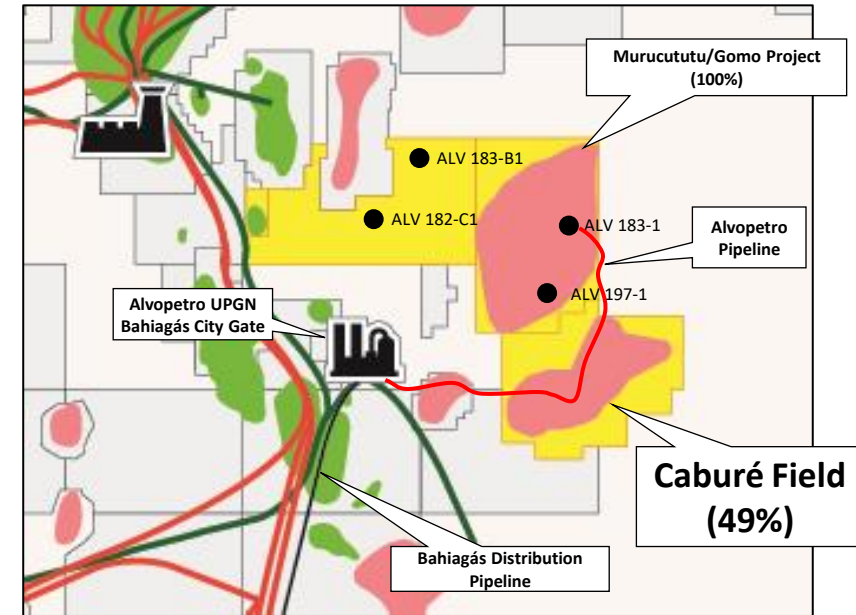 Murucututu/Gomo Project
(100%)
ALV 183-B1
ALV 182-C1
ALV 183-1
Alvopetro
Pipeline
ALV 197-1
Alvopetro UPGN
Bahiagás City Gate
Caburé Field
(49%)
Bahiagás Distribution
Pipeline